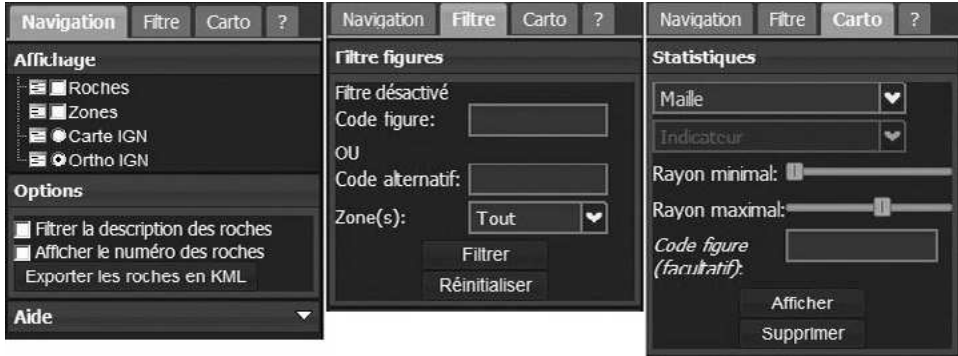 Navigation Filtre Carto ?
Affichage
Roches
Zones
Carte IGN
Ortho IGN
Options
Filtrer la description des roches
Afficher le numéro des roches
Exporter les roches en KML
Aide
Navigation Filtre Carto ?
Filtre figures
Filtre désactivé
Code figure:
OU
Code alternatif:
Zone(s): Tout
Filtrer
Réinitialiser
Navigation Filtre Carto ?
Statistiques
Maille
Indicateur
Rayon minimal:
Rayon maximal:
Code figure
(facultatif):
Afficher
Supprimer